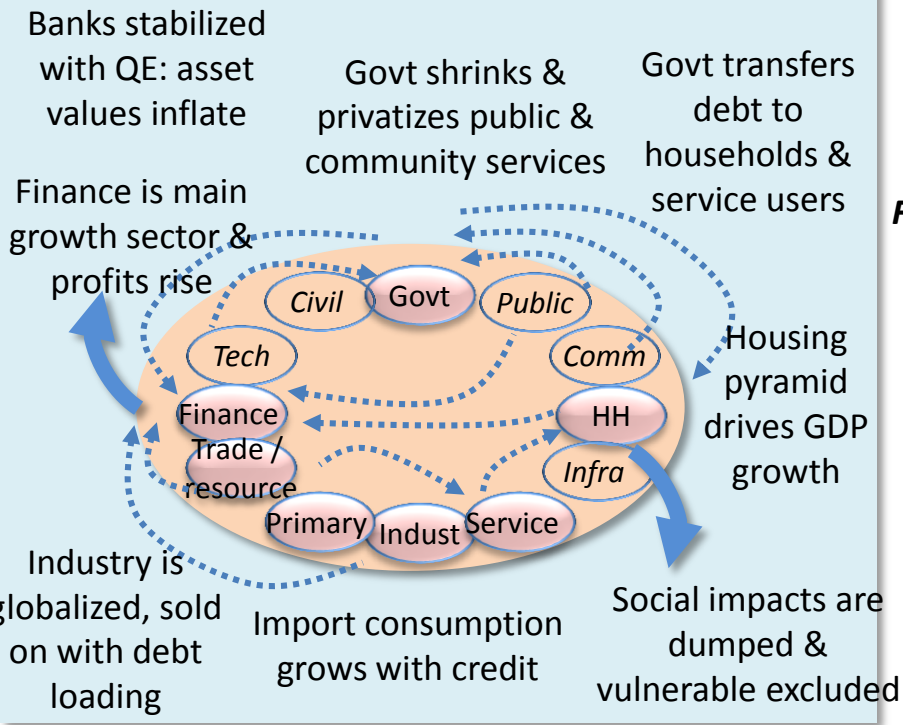 Banks stabilized
with QE: asset
values inflate
Govt shrinks &
privatizes public &
community services
Govt transfers
debt to
households &
service users
Finance is main
growth sector &
profits rise
Civil
Govt
Public
Tech
Comm
Finance
HH
Trade /
resource
Infra
Primary
Indust
Service
Housing
pyramid
drives GDP
growth
Industry is
globalized, sold
on with debt
loading
Import consumption
grows with credit
Social impacts are
dumped &
vulnerable excluded